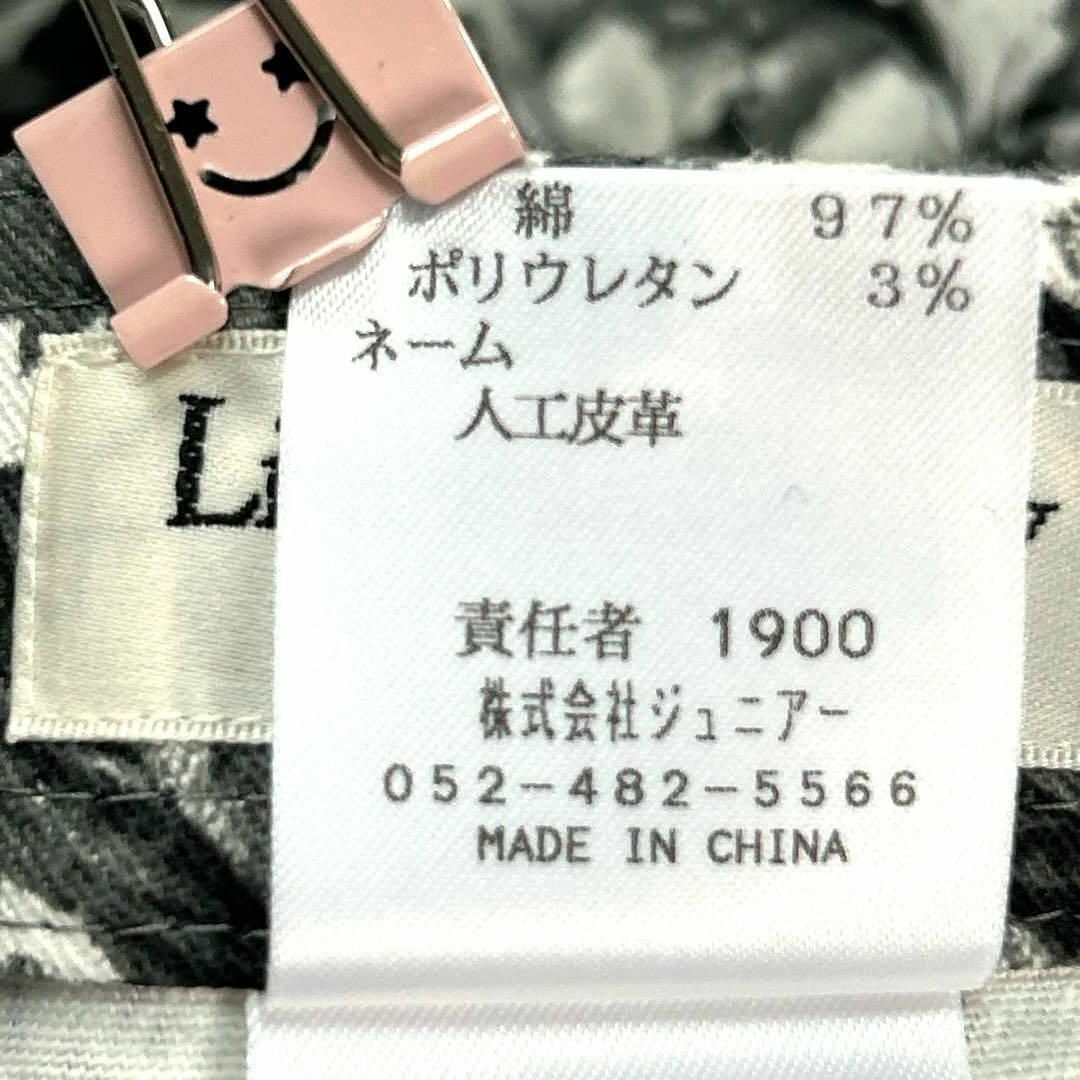 綿 97%
ポリウレタン 3%
ネーム
人工皮革
責任者 1900
株式会社ジュニアー
052-482-5566
MADE IN CHINA